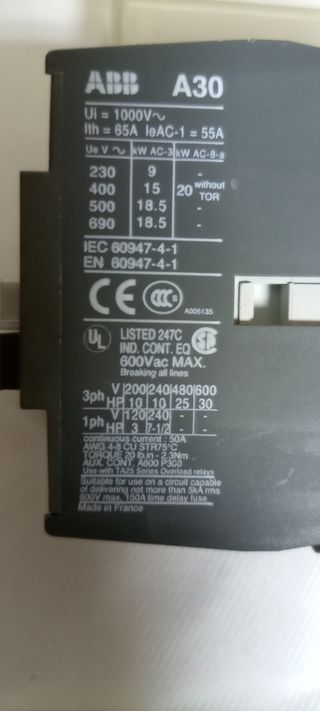 ABB A30
Ui = 1000V~
Ith = 65A IeAC-1 = 55A
Ue V ~ kW AC-3 kW AC-8-a
230 9 -
400 15 20 without TOR
500 18.5 -
690 18.5 -
IEC 60947-4-1
EN 60947-4-1
CE CCC S A005135
UL LISTED 247C SA
IND. CONT. EQ
600Vac MAX.
Breaking all lines
3ph V 200 240 480 600
HP 10 10 25 30
1ph V 120 240 - -
HP 3 7-1/2 - -
continuous current : 50A
AWG 4-8 CU STR75°C
TORQUE 20 lb.in - 2.3Nm
AUX. CONT. A600 P300
Use with TA25 Series Overload relays
Suitable for use on a circuit capable
of delivering not more than 5kA rms
600V max. 150A time delay fuse
Made in France